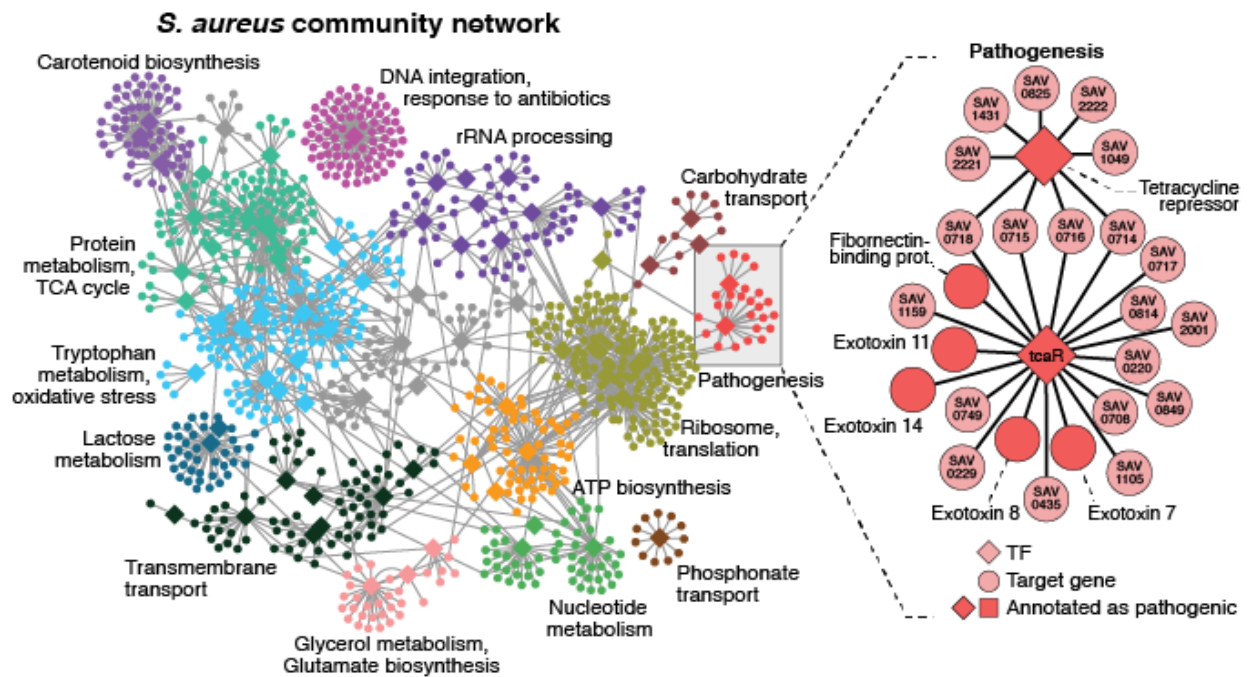 S. aureus community network
Carotenoid biosynthesis
DNA integration,
response to antibiotics
rRNA processing
Carbohydrate
transport
Protein
metabolism,
TCA cycle
Tryptophan
metabolism,
oxidative stress
Lactose
metabolism
Pathogenesis
Ribosome,
translation
ATP biosynthesis
Transmembrane
transport
Glycerol metabolism,
Glutamate biosynthesis
Nucleotide
metabolism
Phosphonate
transport
Pathogenesis
SAV
0825
SAV
1431
SAV
2222
SAV
2221
SAV
1049
Tetracycline
repressor
SAV
0718
SAV
0715
SAV
0716
SAV
0714
Fibornectin-
binding prot.
SAV
0717
SAV
1159
SAV
0814
SAV
2001
Exotoxin 11
tcaR
SAV
0220
Exotoxin 14
SAV
0749
SAV
0708
SAV
0849
SAV
0229
SAV
1105
SAV
0435
Exotoxin 8
Exotoxin 7
TF
Target gene
Annotated as pathogenic